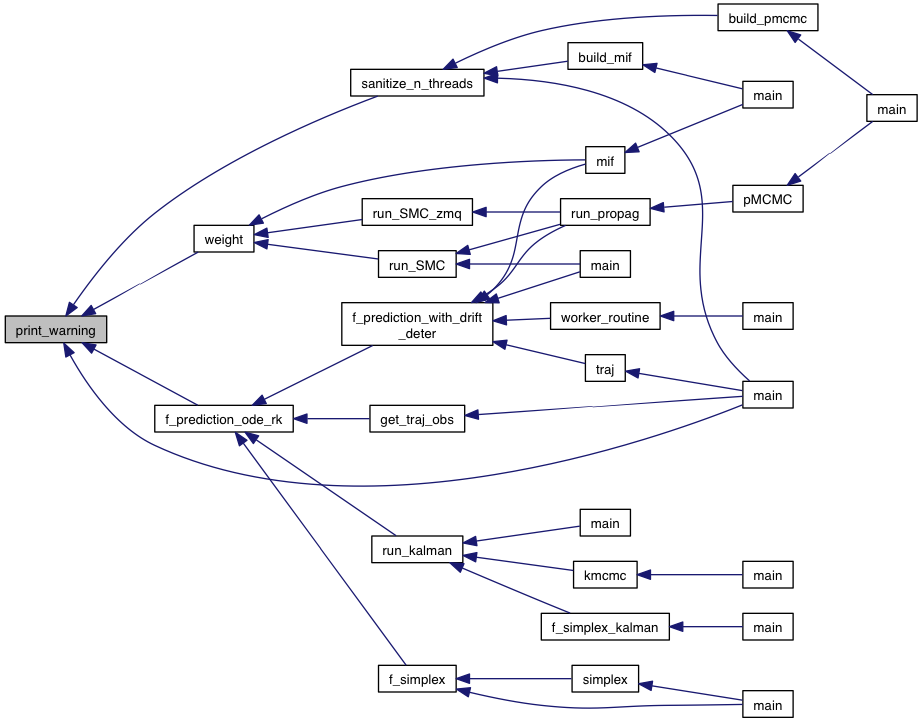 build_pmcmc
build_mif
sanitize_n_threads
main
main
mif
pMCMC
run_SMC_zmq
run_propag
weight
run_SMC
main
f_prediction_with_drift
_deter
worker_routine
main
print_warning
traj
main
f_prediction_ode_rk
get_traj_obs
main
run_kalman
kmcmc
main
f_simplex_kalman
main
f_simplex
simplex
main